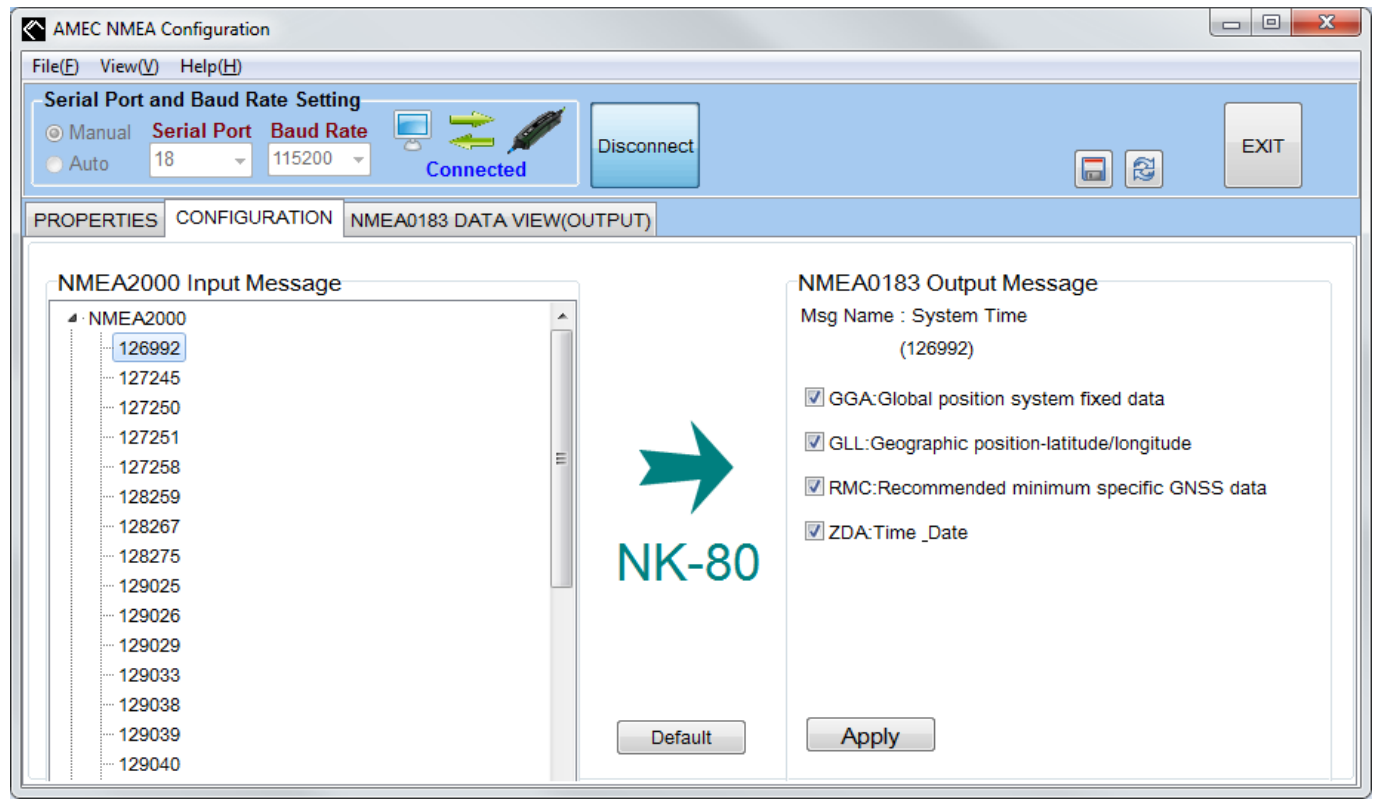 AMEC NMEA Configuration
File(F) View(V) Help(H)
Serial Port and Baud Rate Setting
Manual Serial Port Baud Rate
Auto 18 115200
Connected
Disconnect
EXIT
PROPERTIES CONFIGURATION NMEA0183 DATA VIEW(OUTPUT)
NMEA2000 Input Message
NMEA2000
126992
127245
127250
127251
127258
128259
128267
128275
129025
129026
129029
129033
129038
129039
129040
NK-80
Default
NMEA0183 Output Message
Msg Name : System Time
(126992)
GGA:Global position system fixed data
GLL:Geographic position-latitude/longitude
RMC:Recommended minimum specific GNSS data
ZDA:Time _Date
Apply